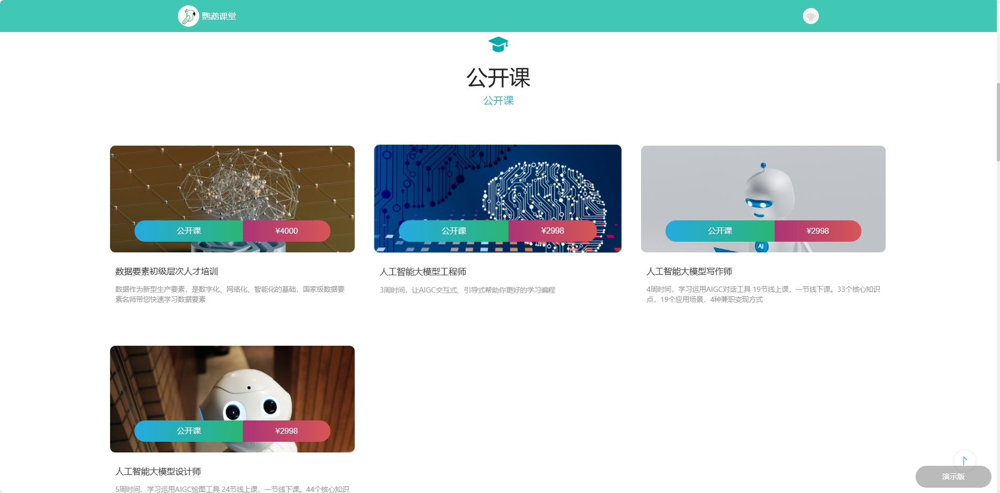 鹦鹉课堂
公开课
公开课
公开课 ¥4000
公开课 ¥2998
AI
公开课 ¥2998
数据要素初级层次人才培训
数据作为新型生产要素，是数字化、网络化、智能化的基础，国家级数据要
素名师带您快速学习数据要素
人工智能大模型工程师
3周时间，让AIGC交互式、引导式帮助你更好的学习编程
人工智能大模型写作师
4周时间，学习运用AIGC对话工具 19节线上课，一节线下课。33个核心知识
点，19个应用场景，4种兼职变现方式
公开课 ¥2998
人工智能大模型设计师
5周时间，学习运用AIGC绘图工具 24节线上课，一节线下课。44个核心知识
演示版